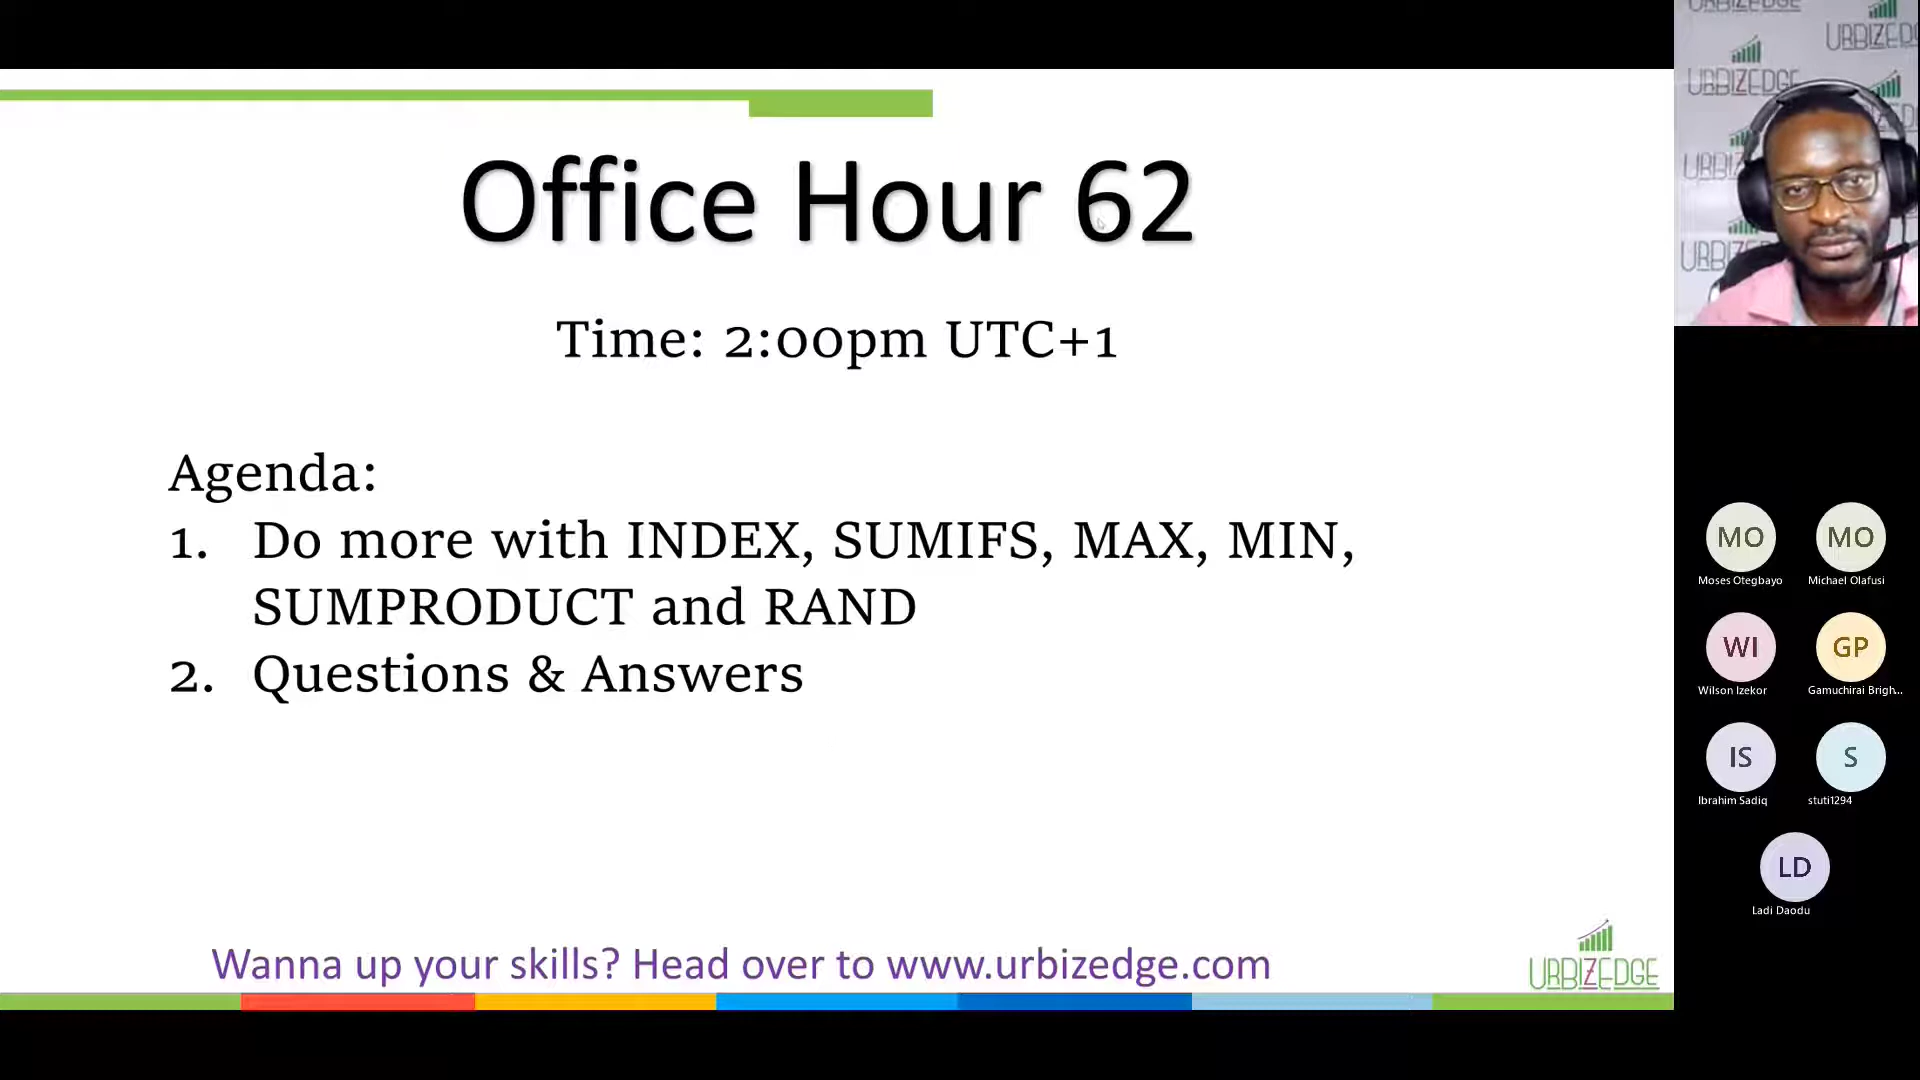 Office Hour 62
Time: 2:00pm UTC+1
Agenda:
1. Do more with INDEX, SUMIFS, MAX, MIN,
SUMPRODUCT and RAND
2. Questions & Answers
Wanna up your skills? Head over to www.urbizedge.com
URBIZEDGE
URBIZEDGE
MO MO
Moses Otegbayo Michael Olafusi
WI GP
Wilson Izekor Gamuchirai Brigh...
IS S
Ibrahim Sadiq stuti1294
LD
Ladi Daodu